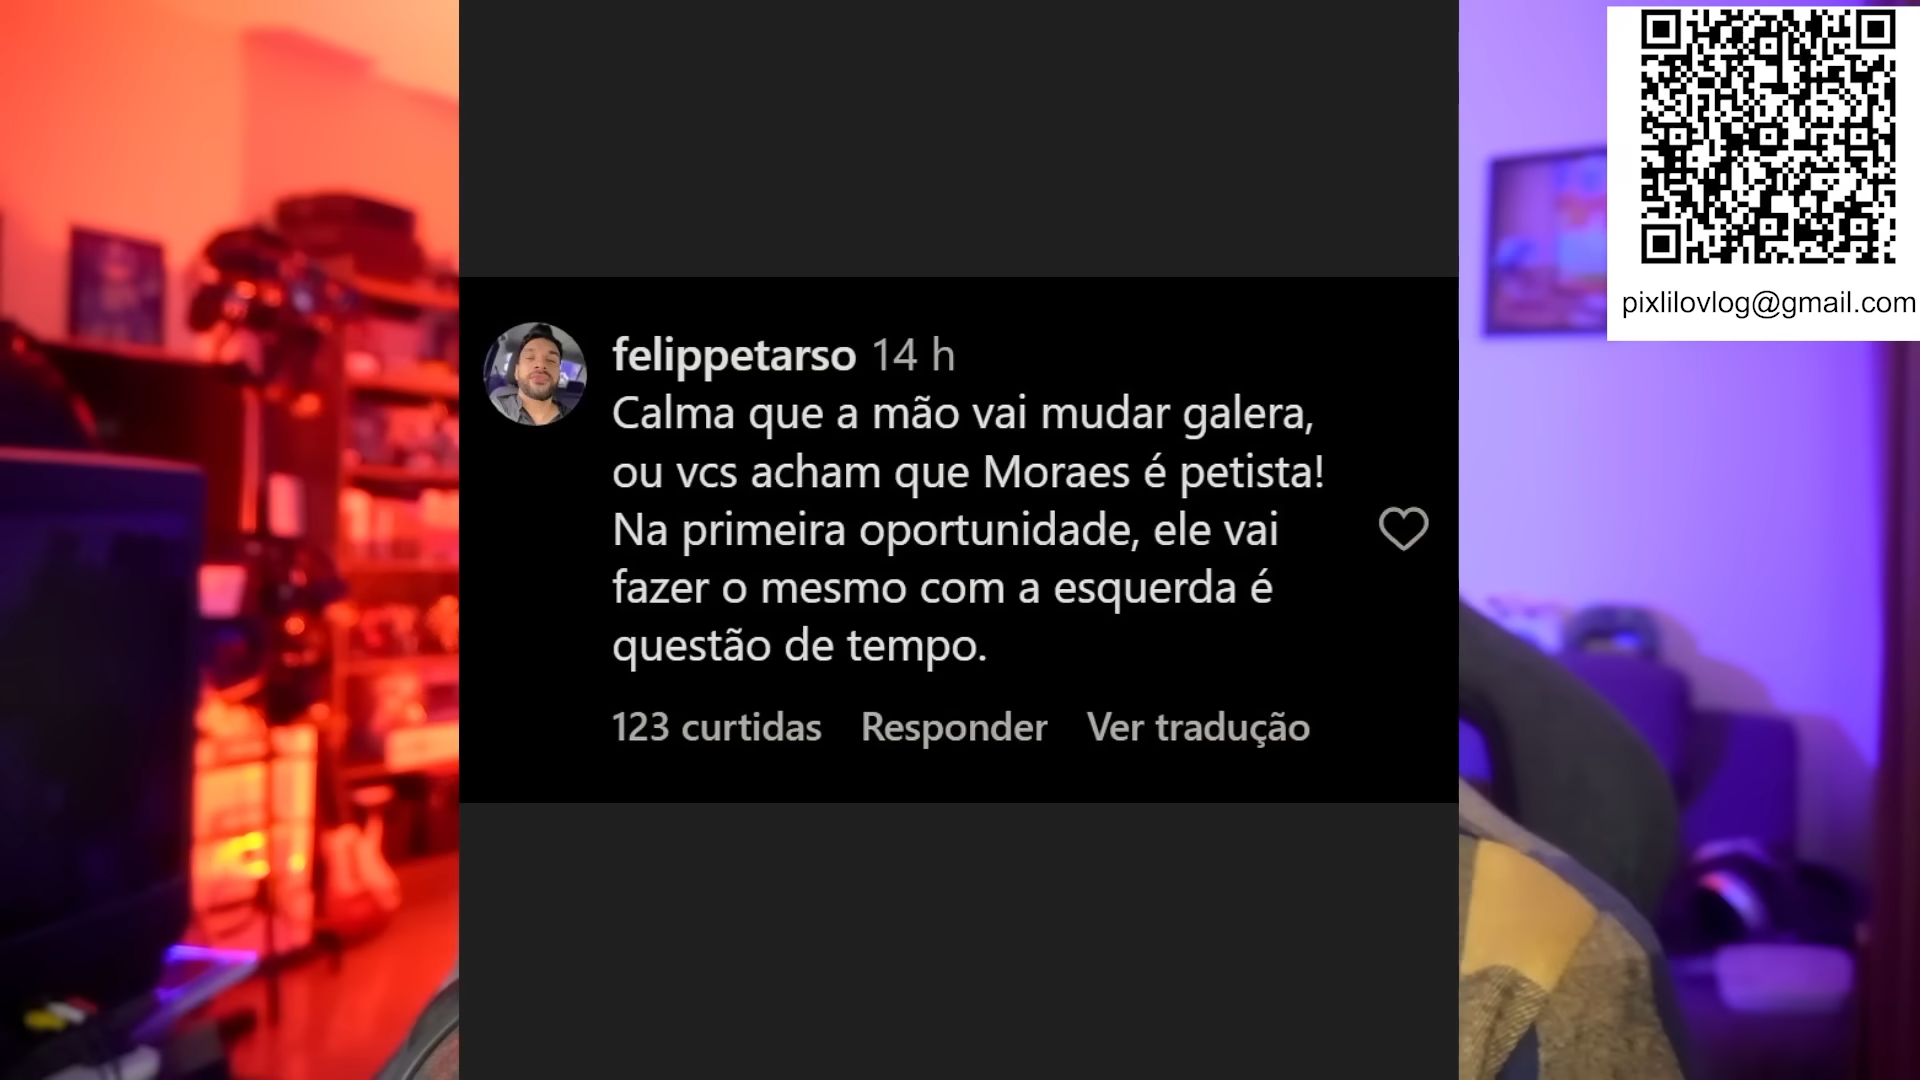 felippetarso 14 h
Calma que a mão vai mudar galera,
ou vcs acham que Moraes é petista!
Na primeira oportunidade, ele vai
fazer o mesmo com a esquerda é
questão de tempo.
123 curtidas Responder Ver tradução
pixlilovlog@gmail.com